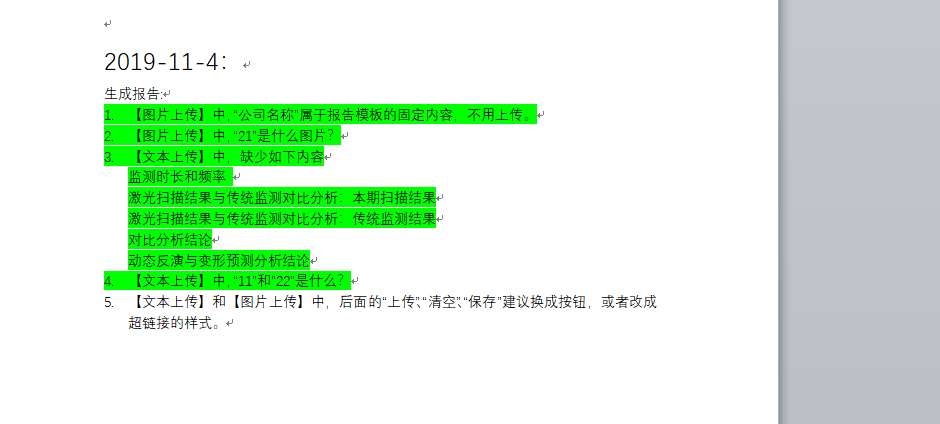 2019-11-4：
生成报告:
1. 【图片上传】中, “公司名称”属于报告模板的固定内容，不用上传。
2. 【图片上传】中, “21”是什么图片？
3. 【文本上传】中，缺少如下内容
监测时长和频率
激光扫描结果与传统监测对比分析：本期扫描结果
激光扫描结果与传统监测对比分析：传统监测结果
对比分析结论
动态反演与变形预测分析结论
4. 【文本上传】中, “11”和“22”是什么？
5. 【文本上传】和【图片上传】中，后面的“上传”、“清空”、“保存”建议换成按钮，或者改成
超链接的样式。